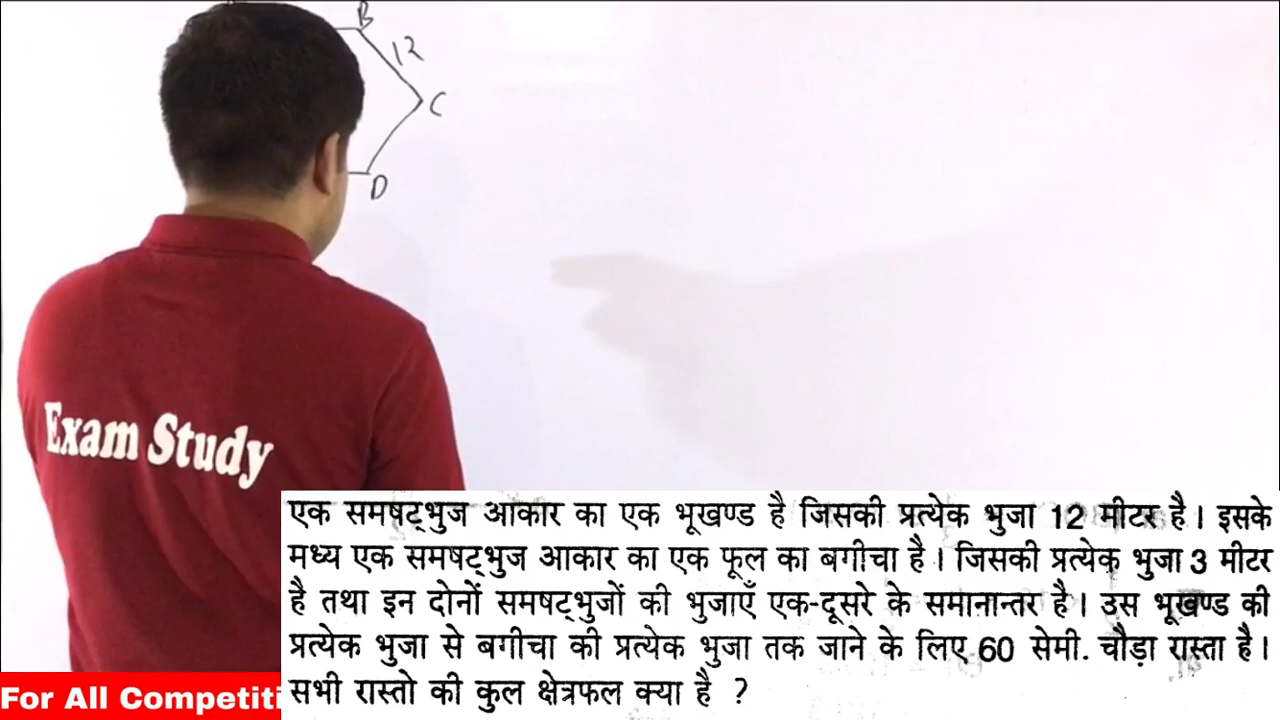 B
12
C
D
Exam Study
एक समषट्भुज आकार का एक भूखण्ड है जिसकी प्रत्येक भुजा 12 मीटर है। इसके
मध्य एक समषट्भुज आकार का एक फूल का बगीचा है। जिसकी प्रत्येक भुजा 3 मीटर
है तथा इन दोनों समषट्भुजों की भुजाएँ एक-दूसरे के समानान्तर है। उस भूखण्ड की
प्रत्येक भुजा से बगीचा की प्रत्येक भुजा तक जाने के लिए 60 सेमी. चौड़ा रास्ता है।
सभी रास्तो की कुल क्षेत्रफल क्या है ?
For All Competiti